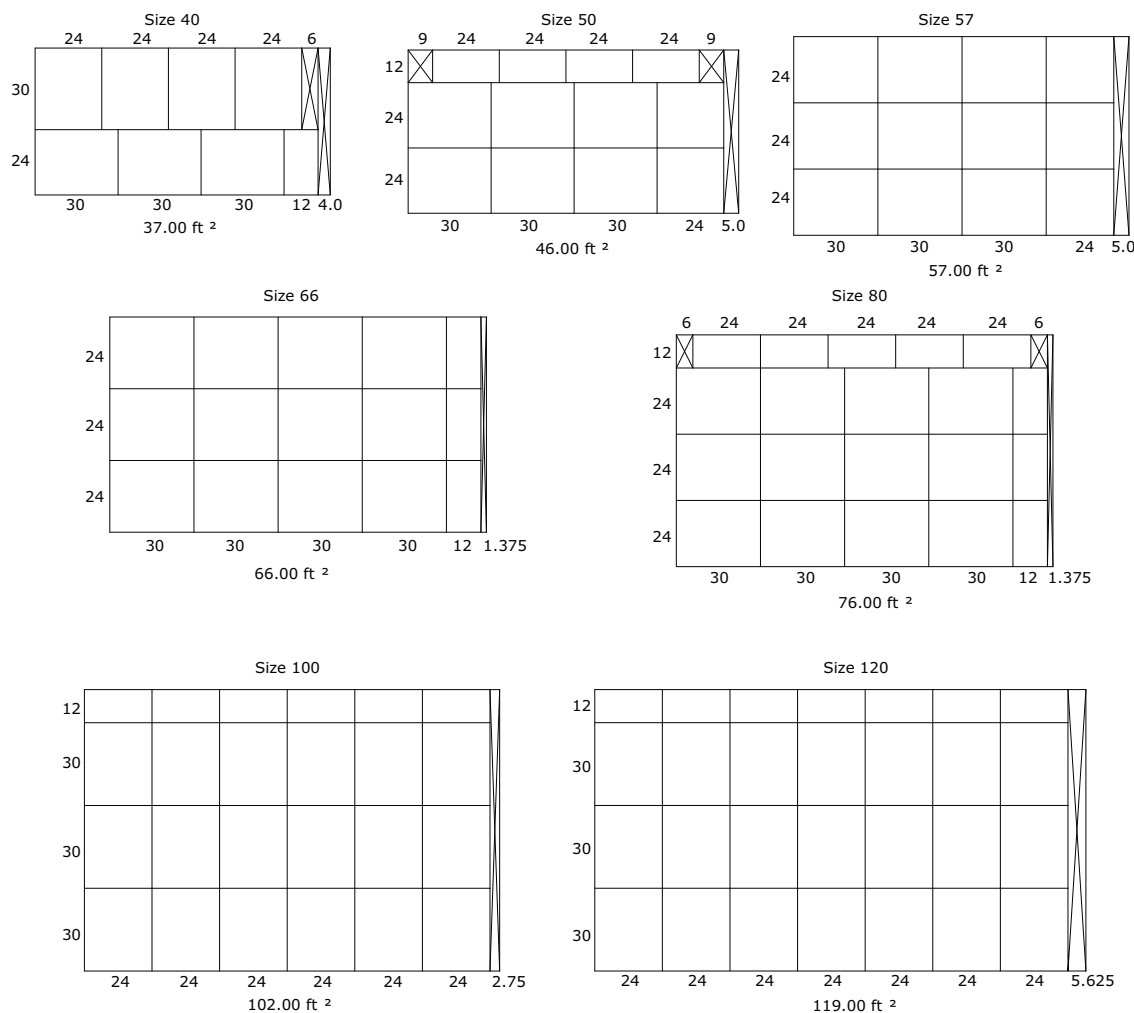 Size 40
24 24 24 24 6
30
24
30 30 30 12 4.0
37.00 ft ²
Size 50
9 24 24 24 24 9
12
24
24
30 30 30 24 5.0
46.00 ft ²
Size 57
24
24
24
30 30 30 24 5.0
57.00 ft ²
Size 66
24
24
24
30 30 30 30 12 1.375
66.00 ft ²
Size 80
6 24 24 24 24 24 6
12
24
24
24
30 30 30 30 12 1.375
76.00 ft ²
Size 100
12
30
30
30
24 24 24 24 24 24 2.75
102.00 ft ²
Size 120
12
30
30
30
24 24 24 24 24 24 24 5.625
119.00 ft ²